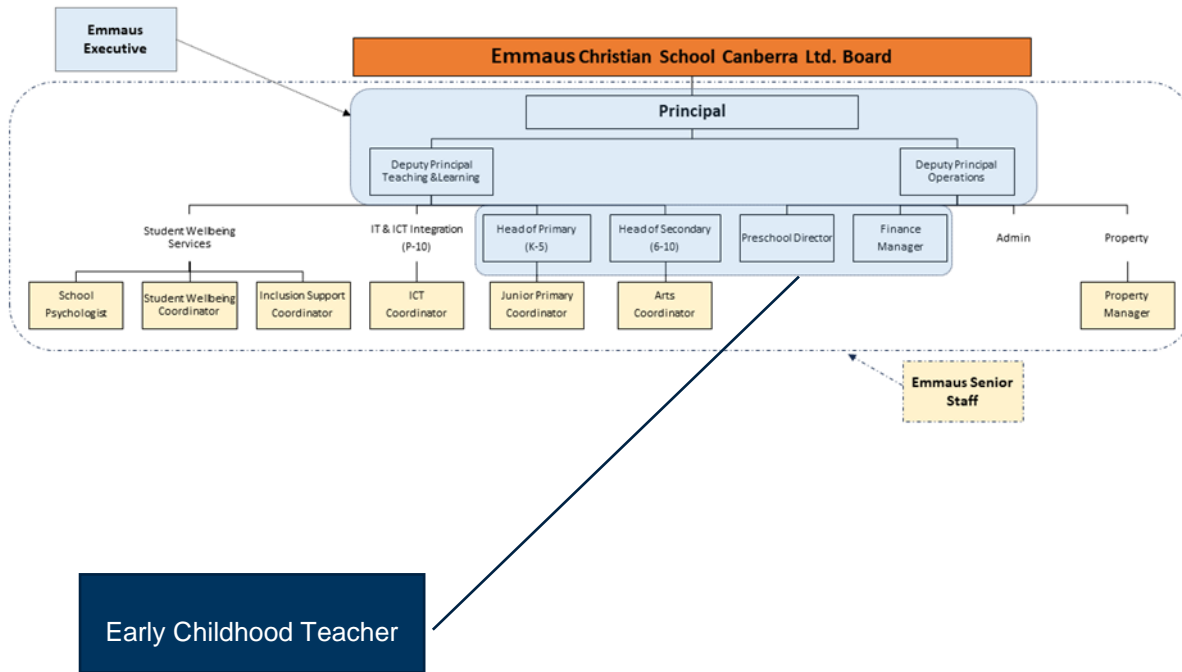 Emmaus
Executive
Emmaus Christian School Canberra Ltd. Board
Principal
Deputy Principal
Teaching &Learning
Deputy Principal
Operations
Student Wellbeing
Services
IT & ICT Integration
(P-10)
Head of Primary
(K-5)
Head of Secondary
(6-10)
Preschool Director
Finance
Manager
Admin
Property
School
Psychologist
Student Wellbeing
Coordinator
Inclusion Support
Coordinator
ICT
Coordinator
Junior Primary
Coordinator
Arts
Coordinator
Property
Manager
Emmaus Senior
Staff
Early Childhood Teacher